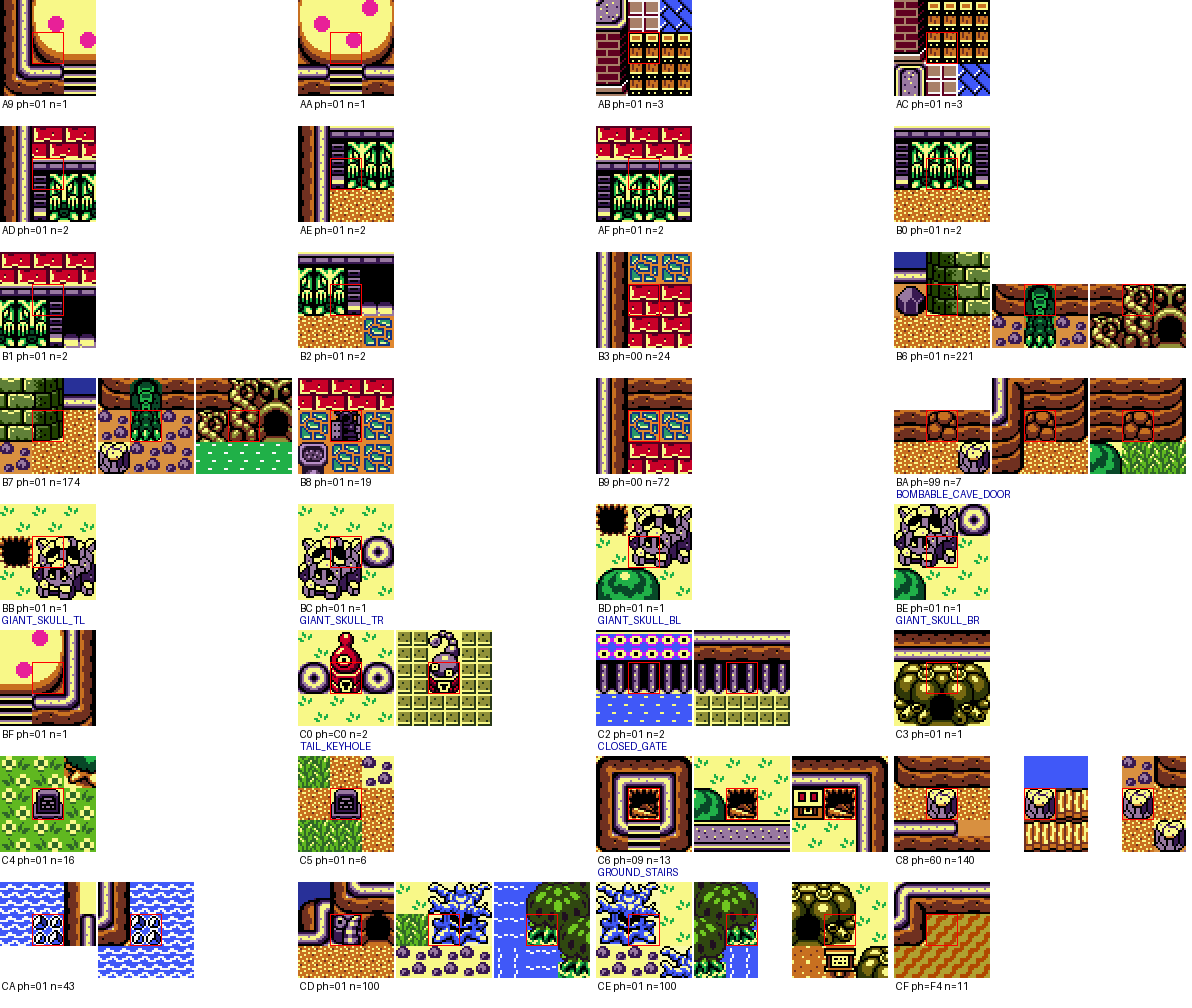 A9 ph=01 n=1
AA ph=01 n=1
AB ph=01 n=3
AC ph=01 n=3
AD ph=01 n=2
AE ph=01 n=2
AF ph=01 n=2
B0 ph=01 n=2
B1 ph=01 n=2
B2 ph=01 n=2
B3 ph=00 n=24
B6 ph=01 n=221
B7 ph=01 n=174
B8 ph=01 n=19
B9 ph=00 n=72
BA ph=99 n=7
BOMBABLE_CAVE_DOOR
BB ph=01 n=1
GIANT_SKULL_TL
BC ph=01 n=1
GIANT_SKULL_TR
BD ph=01 n=1
GIANT_SKULL_BL
BE ph=01 n=1
GIANT_SKULL_BR
BF ph=01 n=1
C0 ph=C0 n=2
TAIL_KEYHOLE
C2 ph=01 n=2
CLOSED_GATE
C3 ph=01 n=1
C4 ph=01 n=16
C5 ph=01 n=6
C6 ph=09 n=13
GROUND_STAIRS
C8 ph=60 n=140
CA ph=01 n=43
CD ph=01 n=100
CE ph=01 n=100
CF ph=F4 n=11